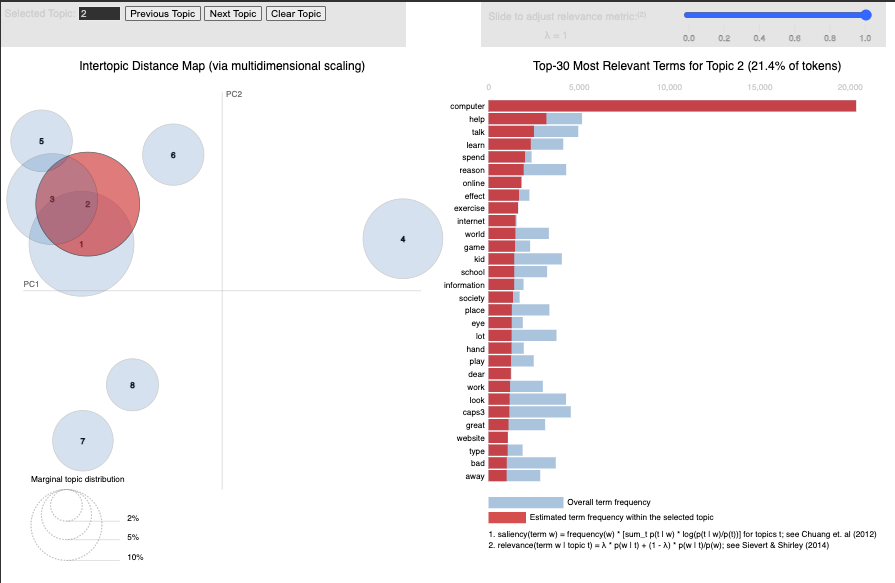 Selected Topic: 2 Previous Topic Next Topic Clear Topic
Slide to adjust relevance metric:(2)
λ = 1
0.0 0.2 0.4 0.6 0.8 1.0
Intertopic Distance Map (via multidimensional scaling)
PC2
PC1
5
6
3
2
1
4
8
7
Marginal topic distribution
2%
5%
10%
Top-30 Most Relevant Terms for Topic 2 (21.4% of tokens)
0 5,000 10,000 15,000 20,000
computer
help
talk
learn
spend
reason
online
effect
exercise
internet
world
game
kid
school
information
society
place
eye
lot
hand
play
dear
work
look
caps3
great
website
type
bad
away
Overall term frequency
Estimated term frequency within the selected topic
1. saliency(term w) = frequency(w) * [sum_t p(t | w) * log(p(t | w)/p(t))] for topics t; see Chuang et. al (2012)
2. relevance(term w | topic t) = λ * p(w | t) + (1 - λ) * p(w | t)/p(w); see Sievert & Shirley (2014)